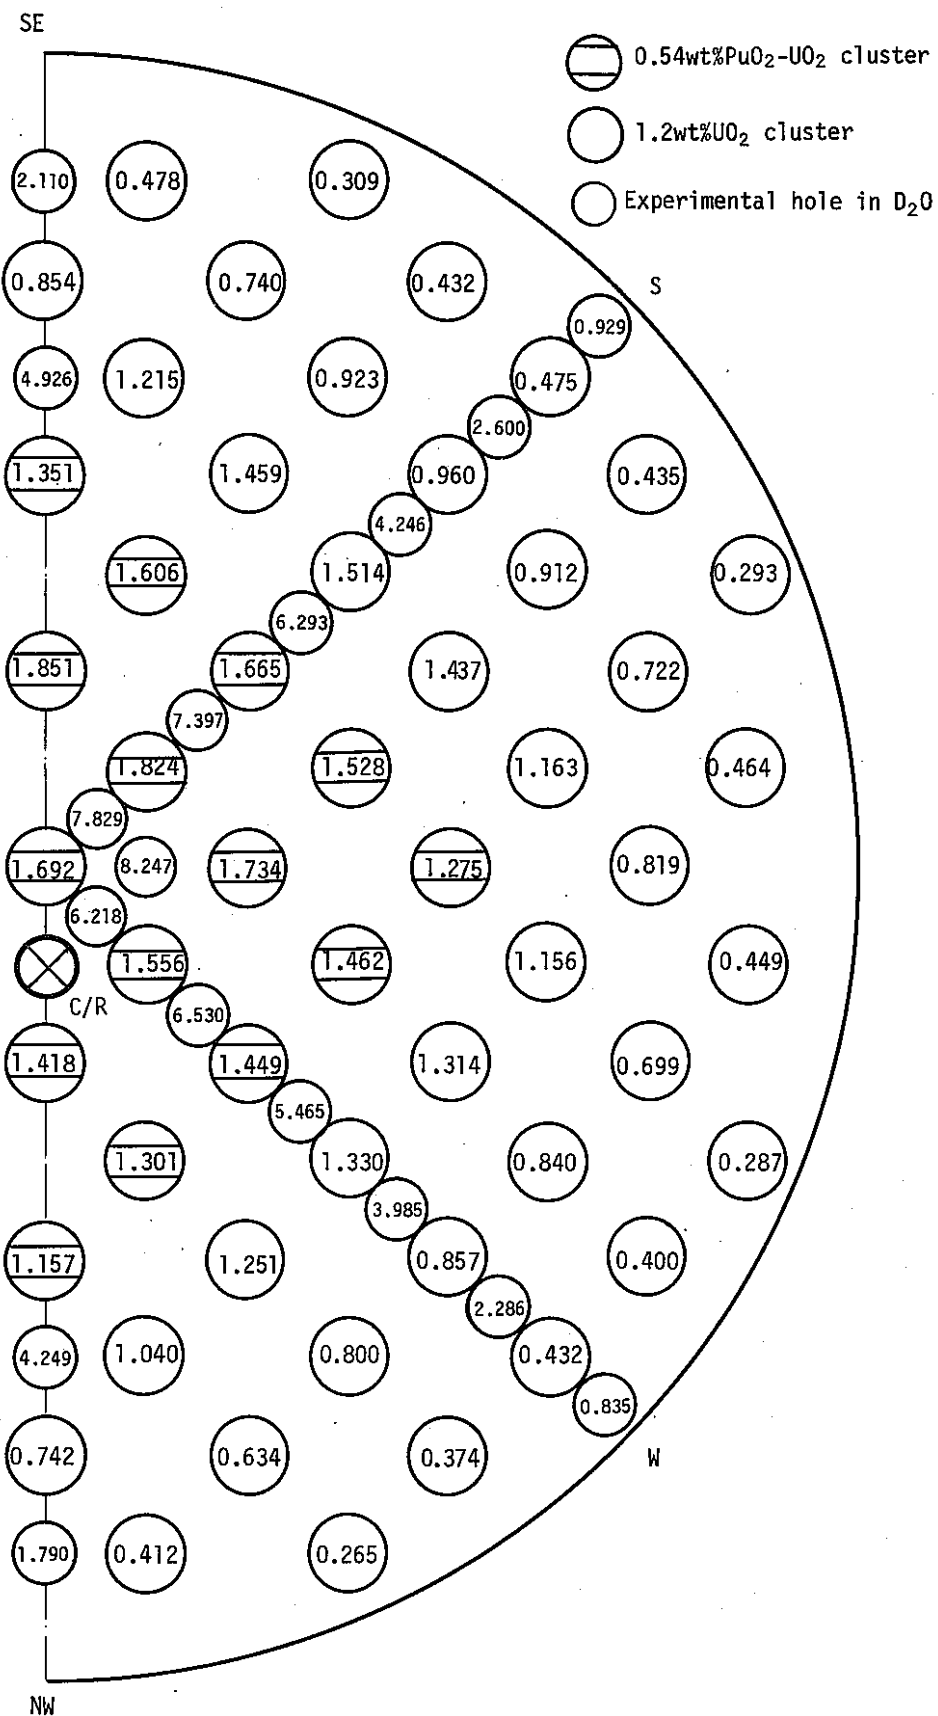 SE
0.54wt%PuO₂-UO₂ cluster
1.2wt%UO₂ cluster
Experimental hole in D₂O
2.110 0.478 0.309
0.854 0.740 0.432
S
0.929
4.926 1.215 0.923 0.475
2.600
1.351 1.459 0.960 0.435
4.246
1.606 1.514 0.912 0.293
6.293
1.851 1.665 1.437 0.722
7.397
1.824 1.528 1.163 0.464
7.829
1.692 8.247 1.734 1.275 0.819
6.218
1.556 1.462 1.156 0.449
C/R
6.530
1.418 1.449 1.314 0.699
5.465
1.301 1.330 0.840 0.287
3.985
1.157 1.251 0.857 0.400
2.286
4.249 1.040 0.800 0.432
0.835
0.742 0.634 0.374
W
1.790 0.412 0.265
NW